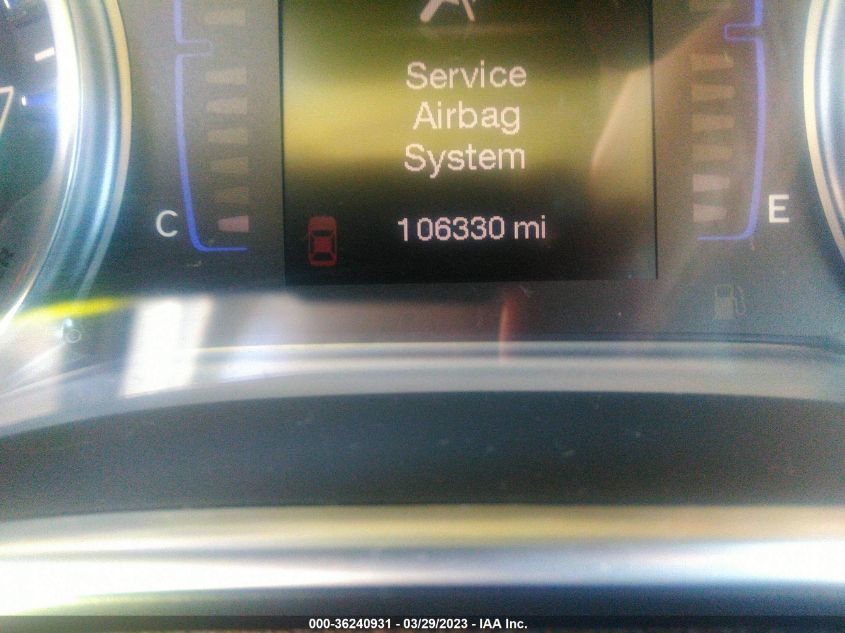 Service
Airbag
System
C
106330 mi
E
000-36240931 - 03/29/2023 - IAA Inc.